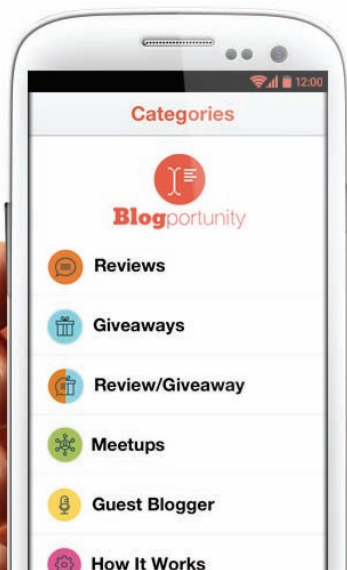 12:00
Categories
Blogportunity
Reviews
Giveaways
Review/Giveaway
Meetups
Guest Blogger
How It Works